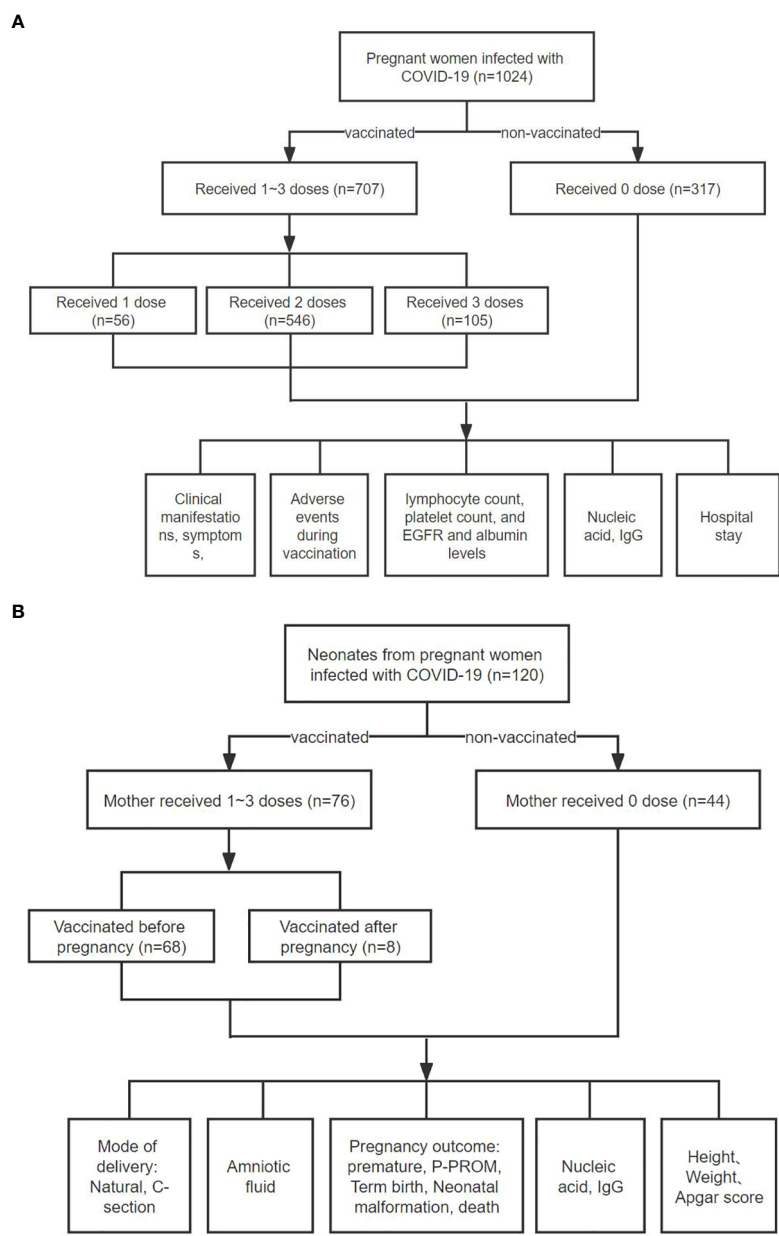 A
Pregnant women infected with
COVID-19 (n=1024)
vaccinated
non-vaccinated
Received 1~3 doses (n=707)
Received 0 dose (n=317)
Received 1 dose
(n=56)
Received 2 doses
(n=546)
Received 3 doses
(n=105)
Clinical
manifestatio
ns, symptom
s,
Adverse
events
during
vaccination
lymphocyte count,
platelet count, and
EGFR and albumin
levels
Nucleic
acid, IgG
Hospital
stay
B
Neonates from pregnant women
infected with COVID-19 (n=120)
vaccinated
non-vaccinated
Mother received 1~3 doses (n=76)
Mother received 0 dose (n=44)
Vaccinated before
pregnancy (n=68)
Vaccinated after
pregnancy (n=8)
Mode of
delivery:
Natural, C-
section
Amniotic
fluid
Pregnancy outcome:
premature, P-PROM,
Term birth, Neonatal
malformation, death
Nucleic
acid, IgG
Height、
Weight、
Apgar score